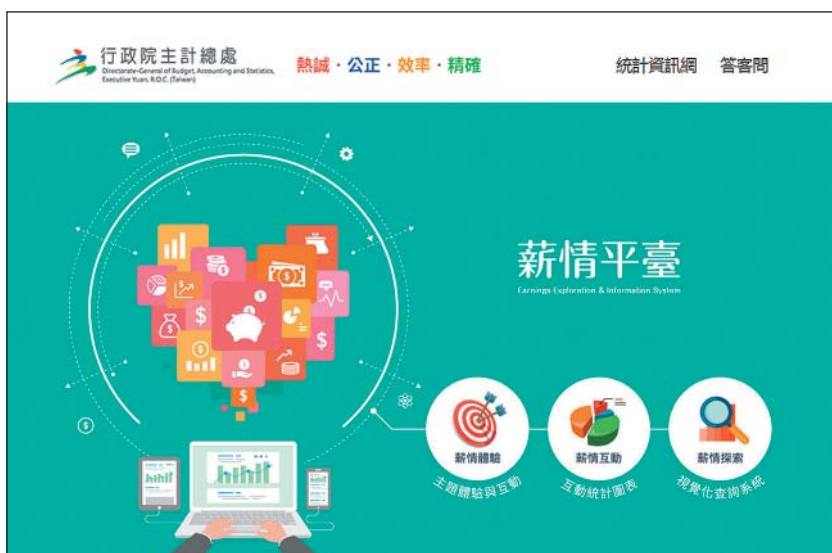 行政院主計總處
Directorate-General of Budget, Accounting and Statistics,
Executive Yuan, R.O.C. (Taiwan)
熱誠・公正・效率・精確
統計資訊網 答客問
薪情平臺
Earnings Exploration & Information System
薪情體驗
主題體驗與互動
薪情互動
互動統計圖表
薪情探索
視覺化查詢系統